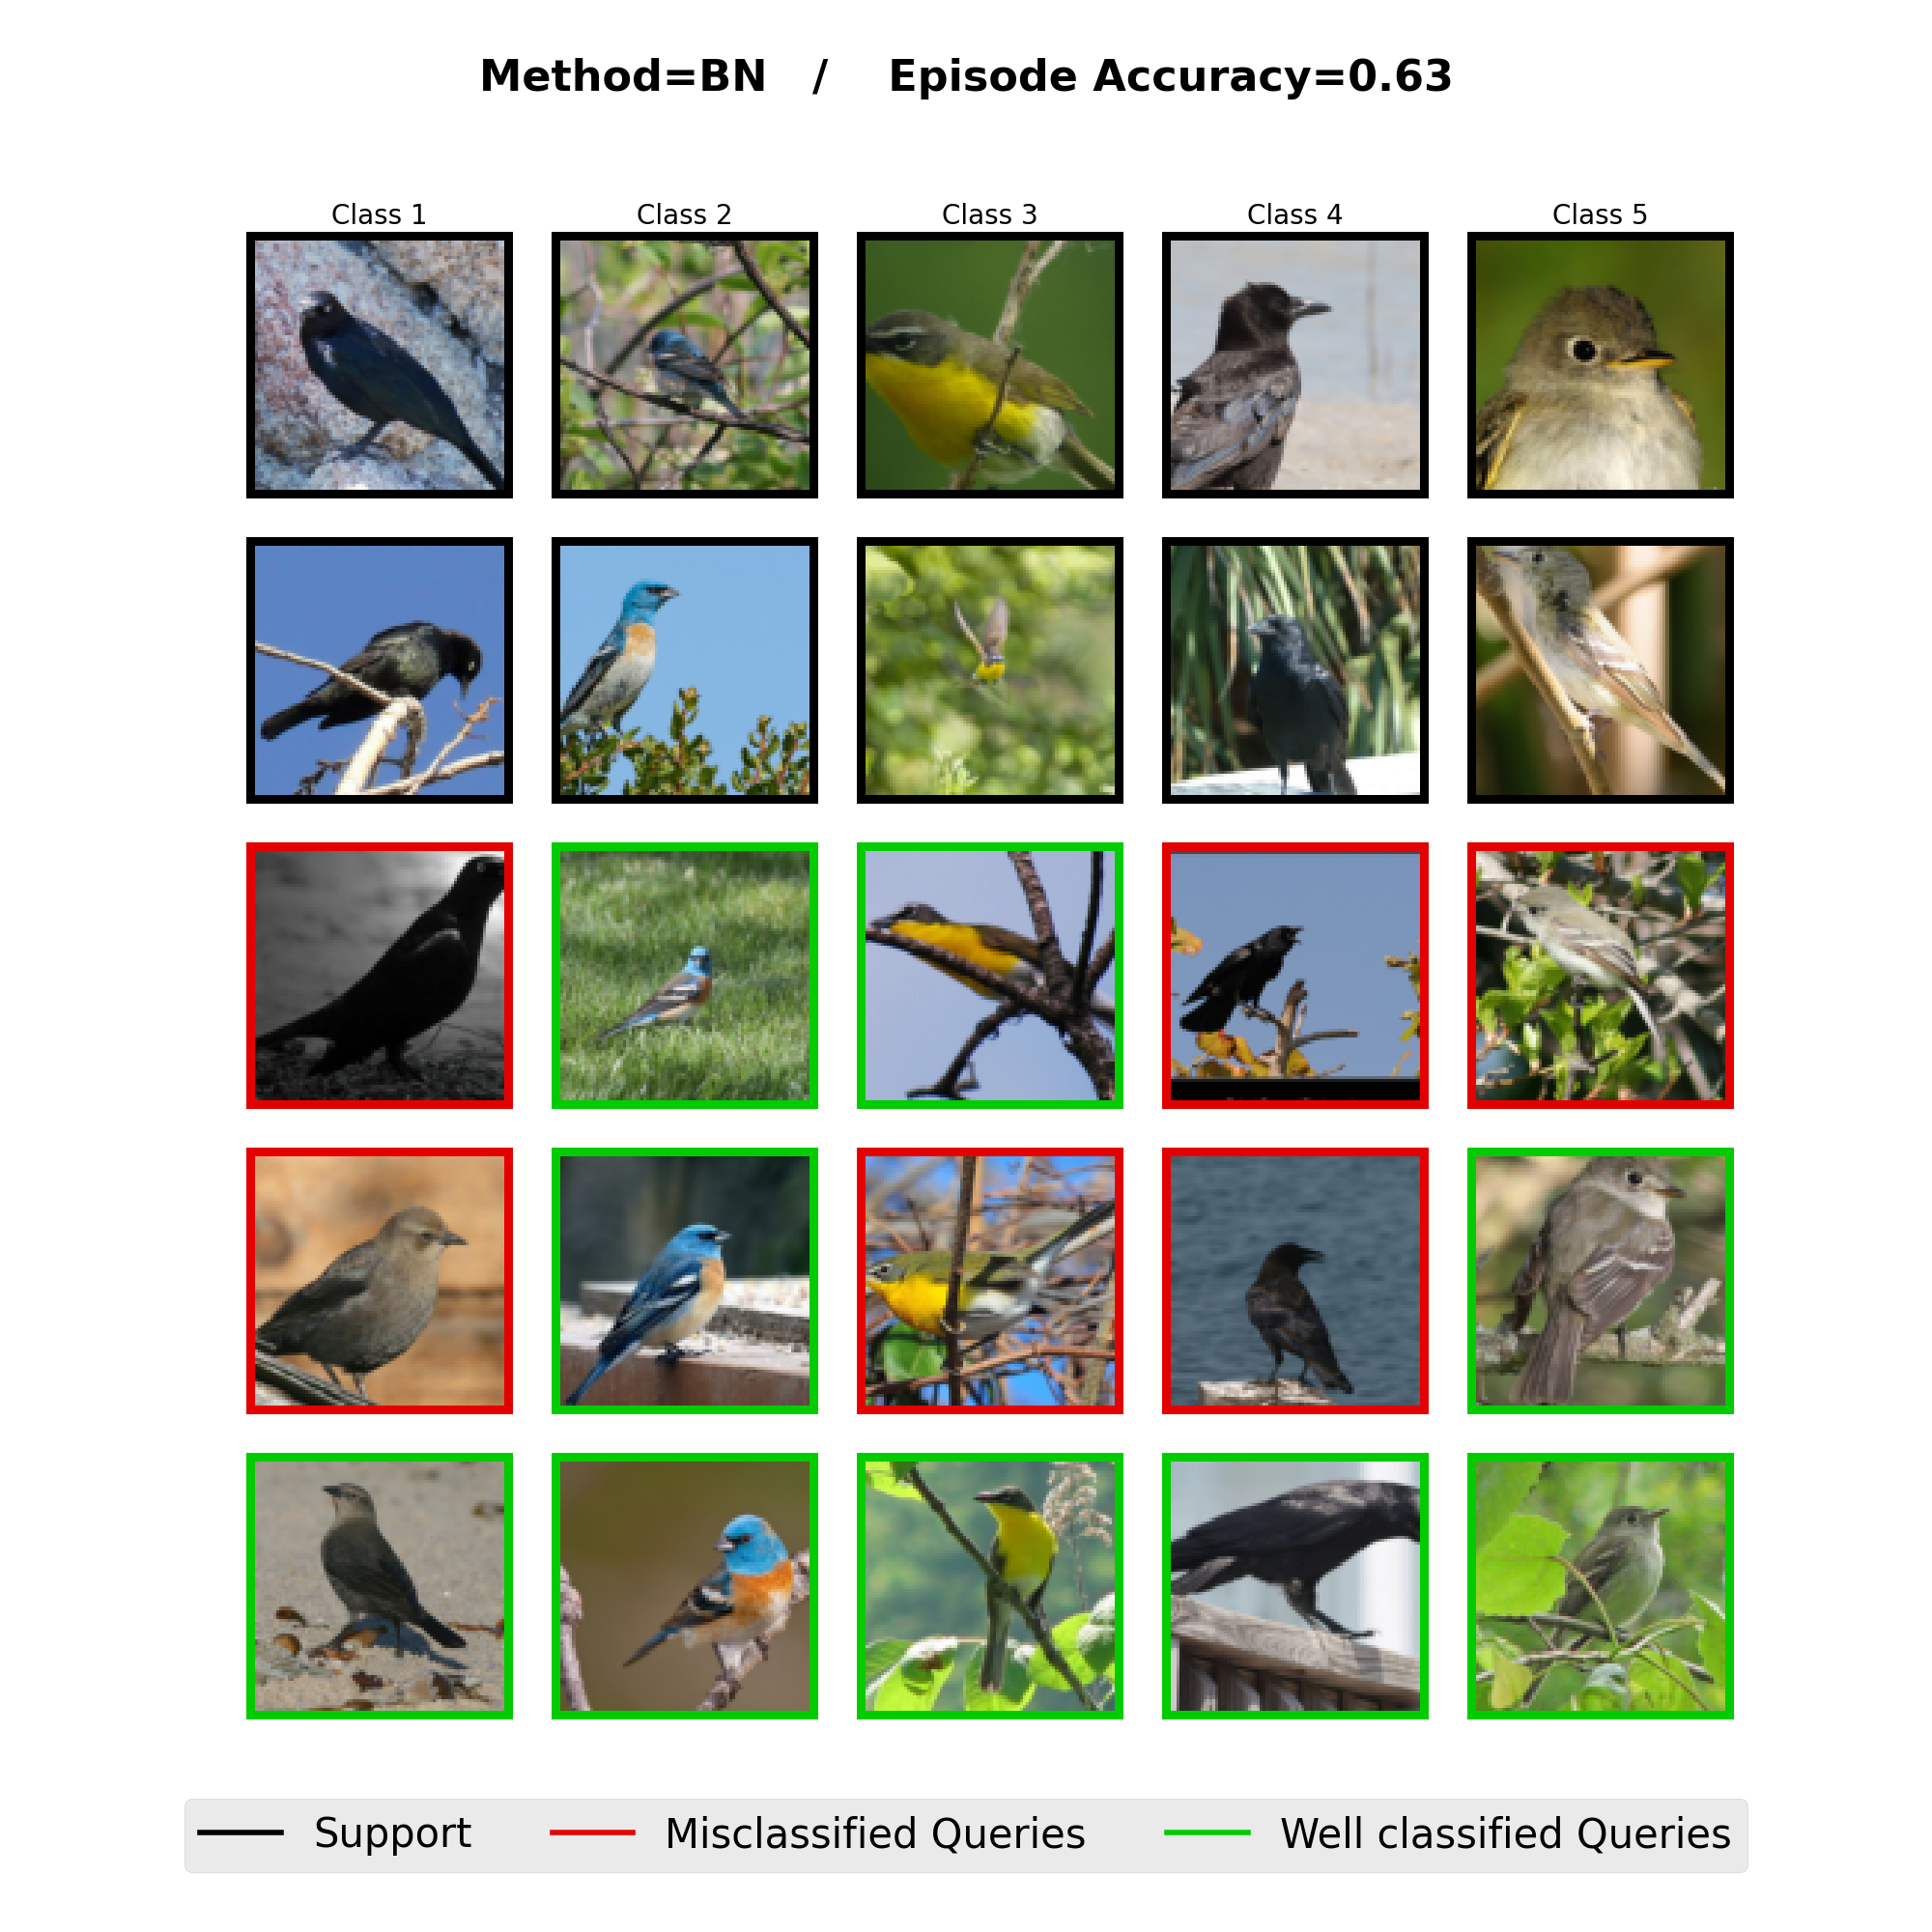 Method=BN / Episode Accuracy=0.63
Class 1 Class 2 Class 3 Class 4 Class 5
Support Misclassified Queries Well classified Queries